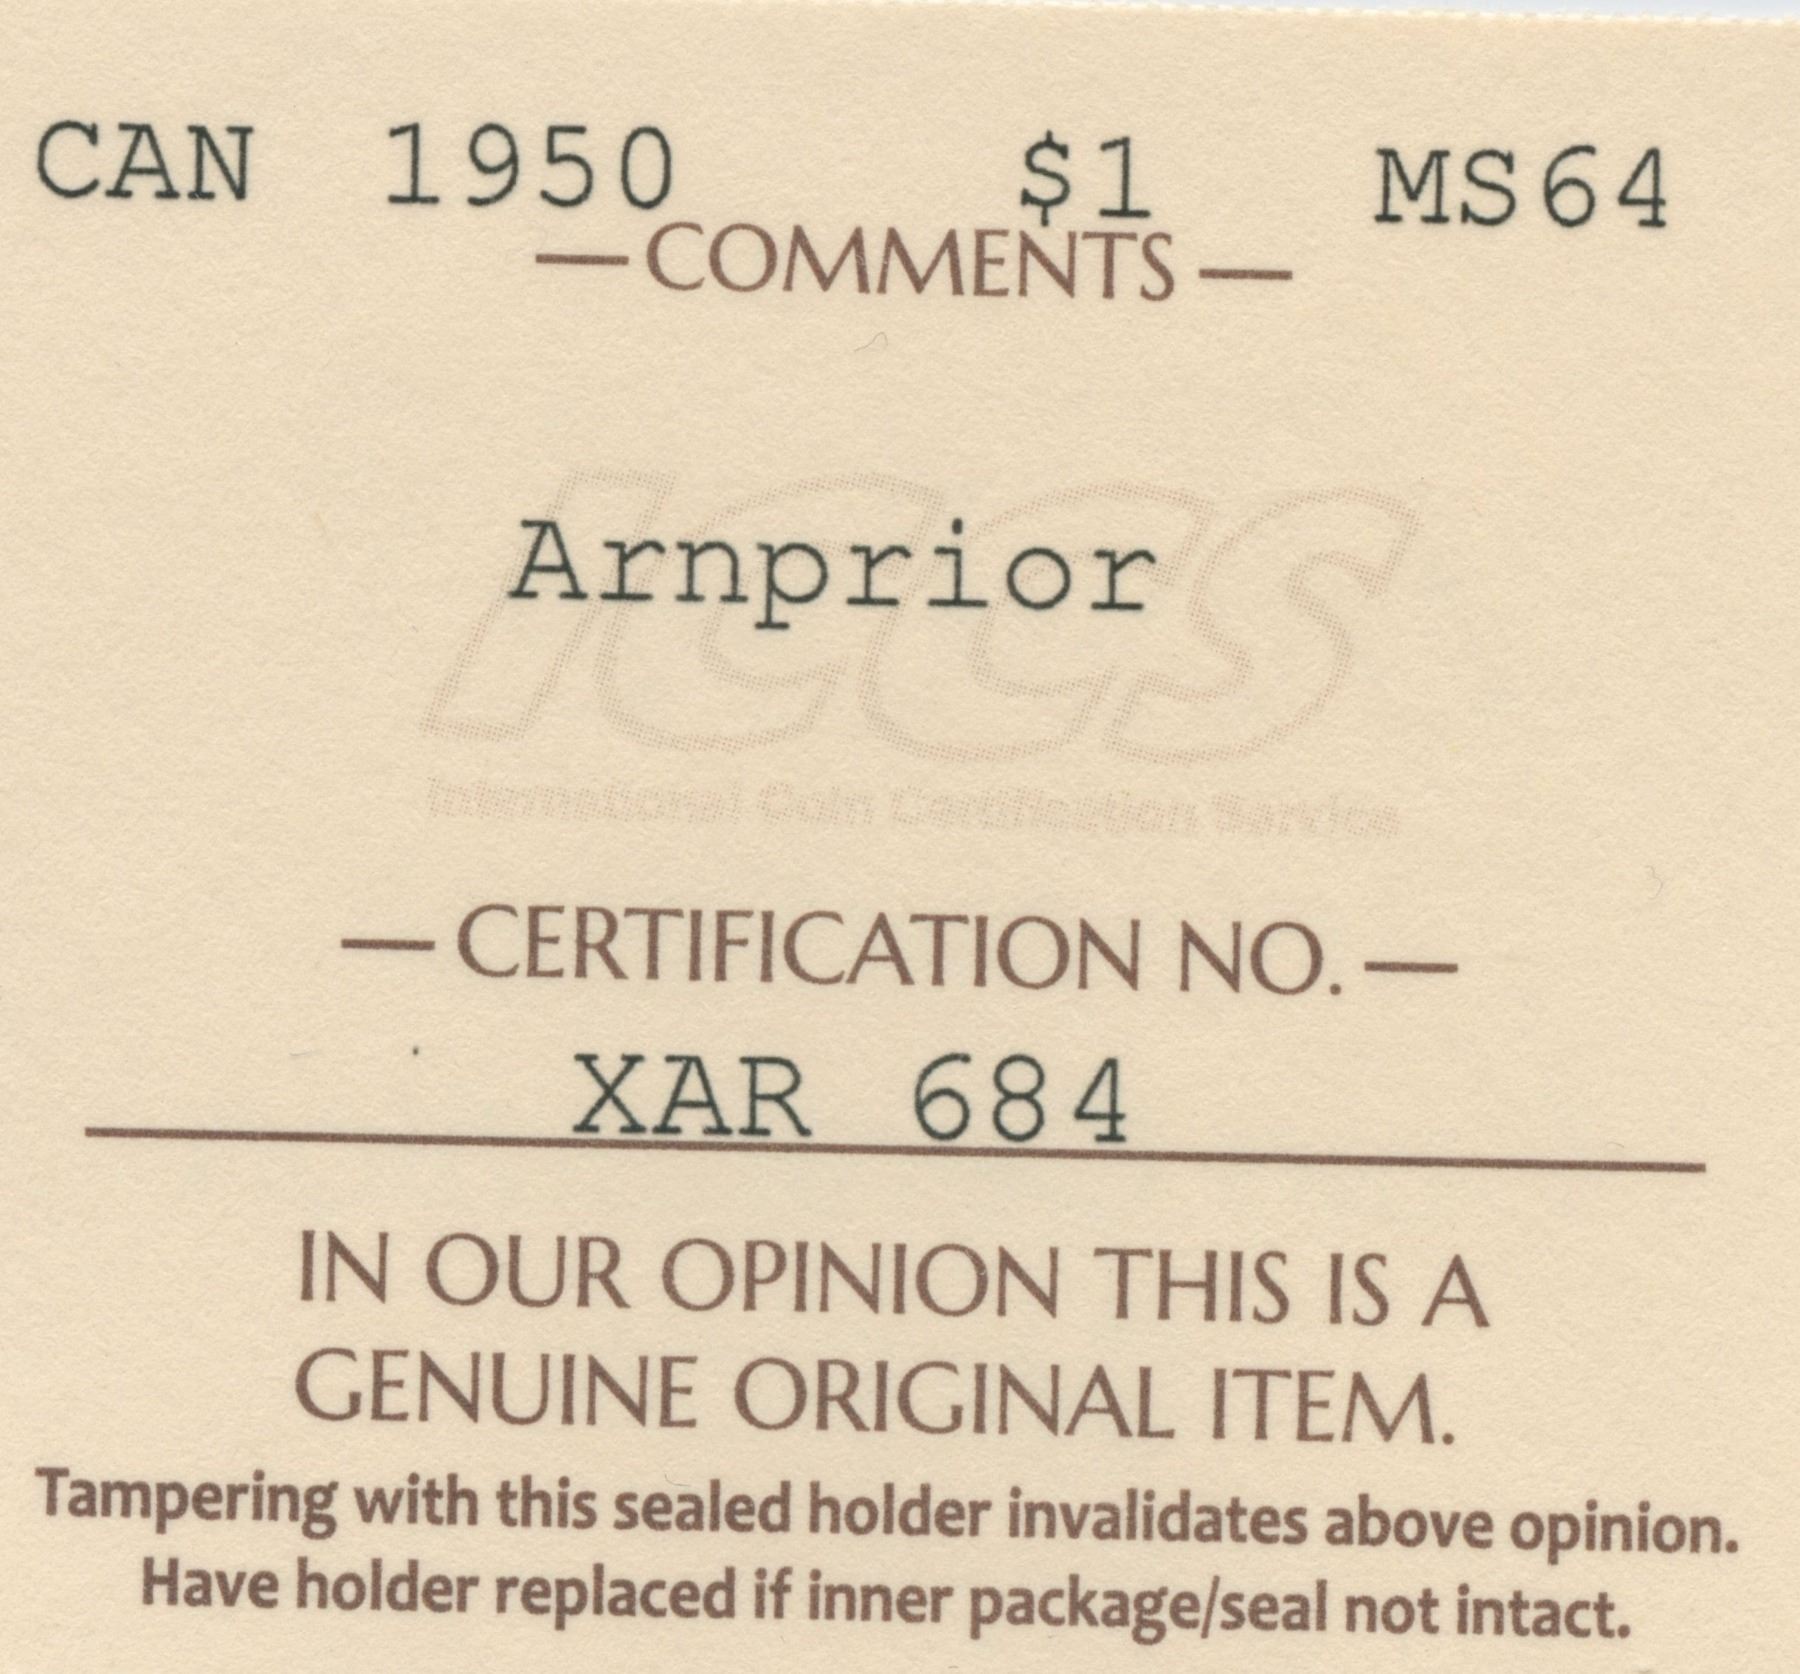 CAN 1950 $1 MS64
—COMMENTS—
Arnprior
ICCS
International Coin Certification Service
—CERTIFICATION NO.—
XAR 684
IN OUR OPINION THIS IS A
GENUINE ORIGINAL ITEM.
Tampering with this sealed holder invalidates above opinion.
Have holder replaced if inner package/seal not intact.